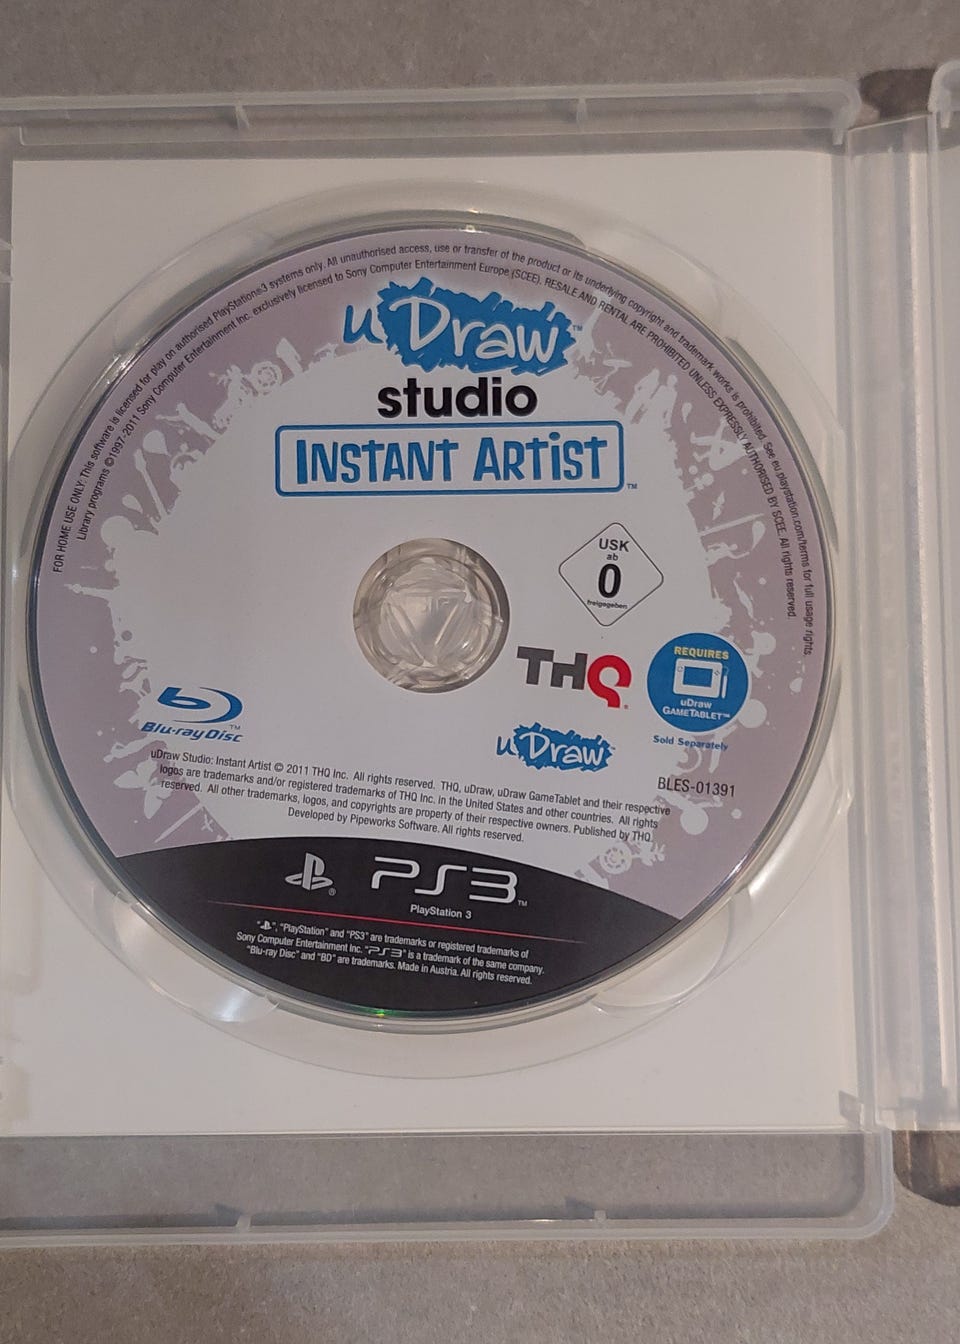 FOR HOME USE ONLY: This software is licensed for play on authorised PlayStation®3 systems only. All unauthorised access, use or transfer of the product or its underlying copyright and trademark works is prohibited. See eu.playstation.com/terms for full usage rights.
Library programs ©1997-2011 Sony Computer Entertainment Inc. exclusively licensed to Sony Computer Entertainment Europe (SCEE). RESALE AND RENTAL ARE PROHIBITED UNLESS EXPRESSLY AUTHORISED BY SCEE. All rights reserved.
uDraw™
studio
INSTANT ARTIST™
USK
ab
0
freigegeben
THQ®
REQUIRES
uDraw
GAMETABLET™
Sold Separately
Blu-ray Disc™
uDraw™
BLES-01391
uDraw Studio: Instant Artist © 2011 THQ Inc. All rights reserved. THQ, uDraw, uDraw GameTablet and their respective
logos are trademarks and/or registered trademarks of THQ Inc. in the United States and other countries. All rights
reserved. All other trademarks, logos, and copyrights are property of their respective owners. Published by THQ.
Developed by Pipeworks Software. All rights reserved.
PS3™
PlayStation 3
" ", "PlayStation" and "PS3" are trademarks or registered trademarks of
Sony Computer Entertainment Inc. "PS3" is a trademark of the same company.
"Blu-ray Disc" and "BD" are trademarks. Made in Austria. All rights reserved.